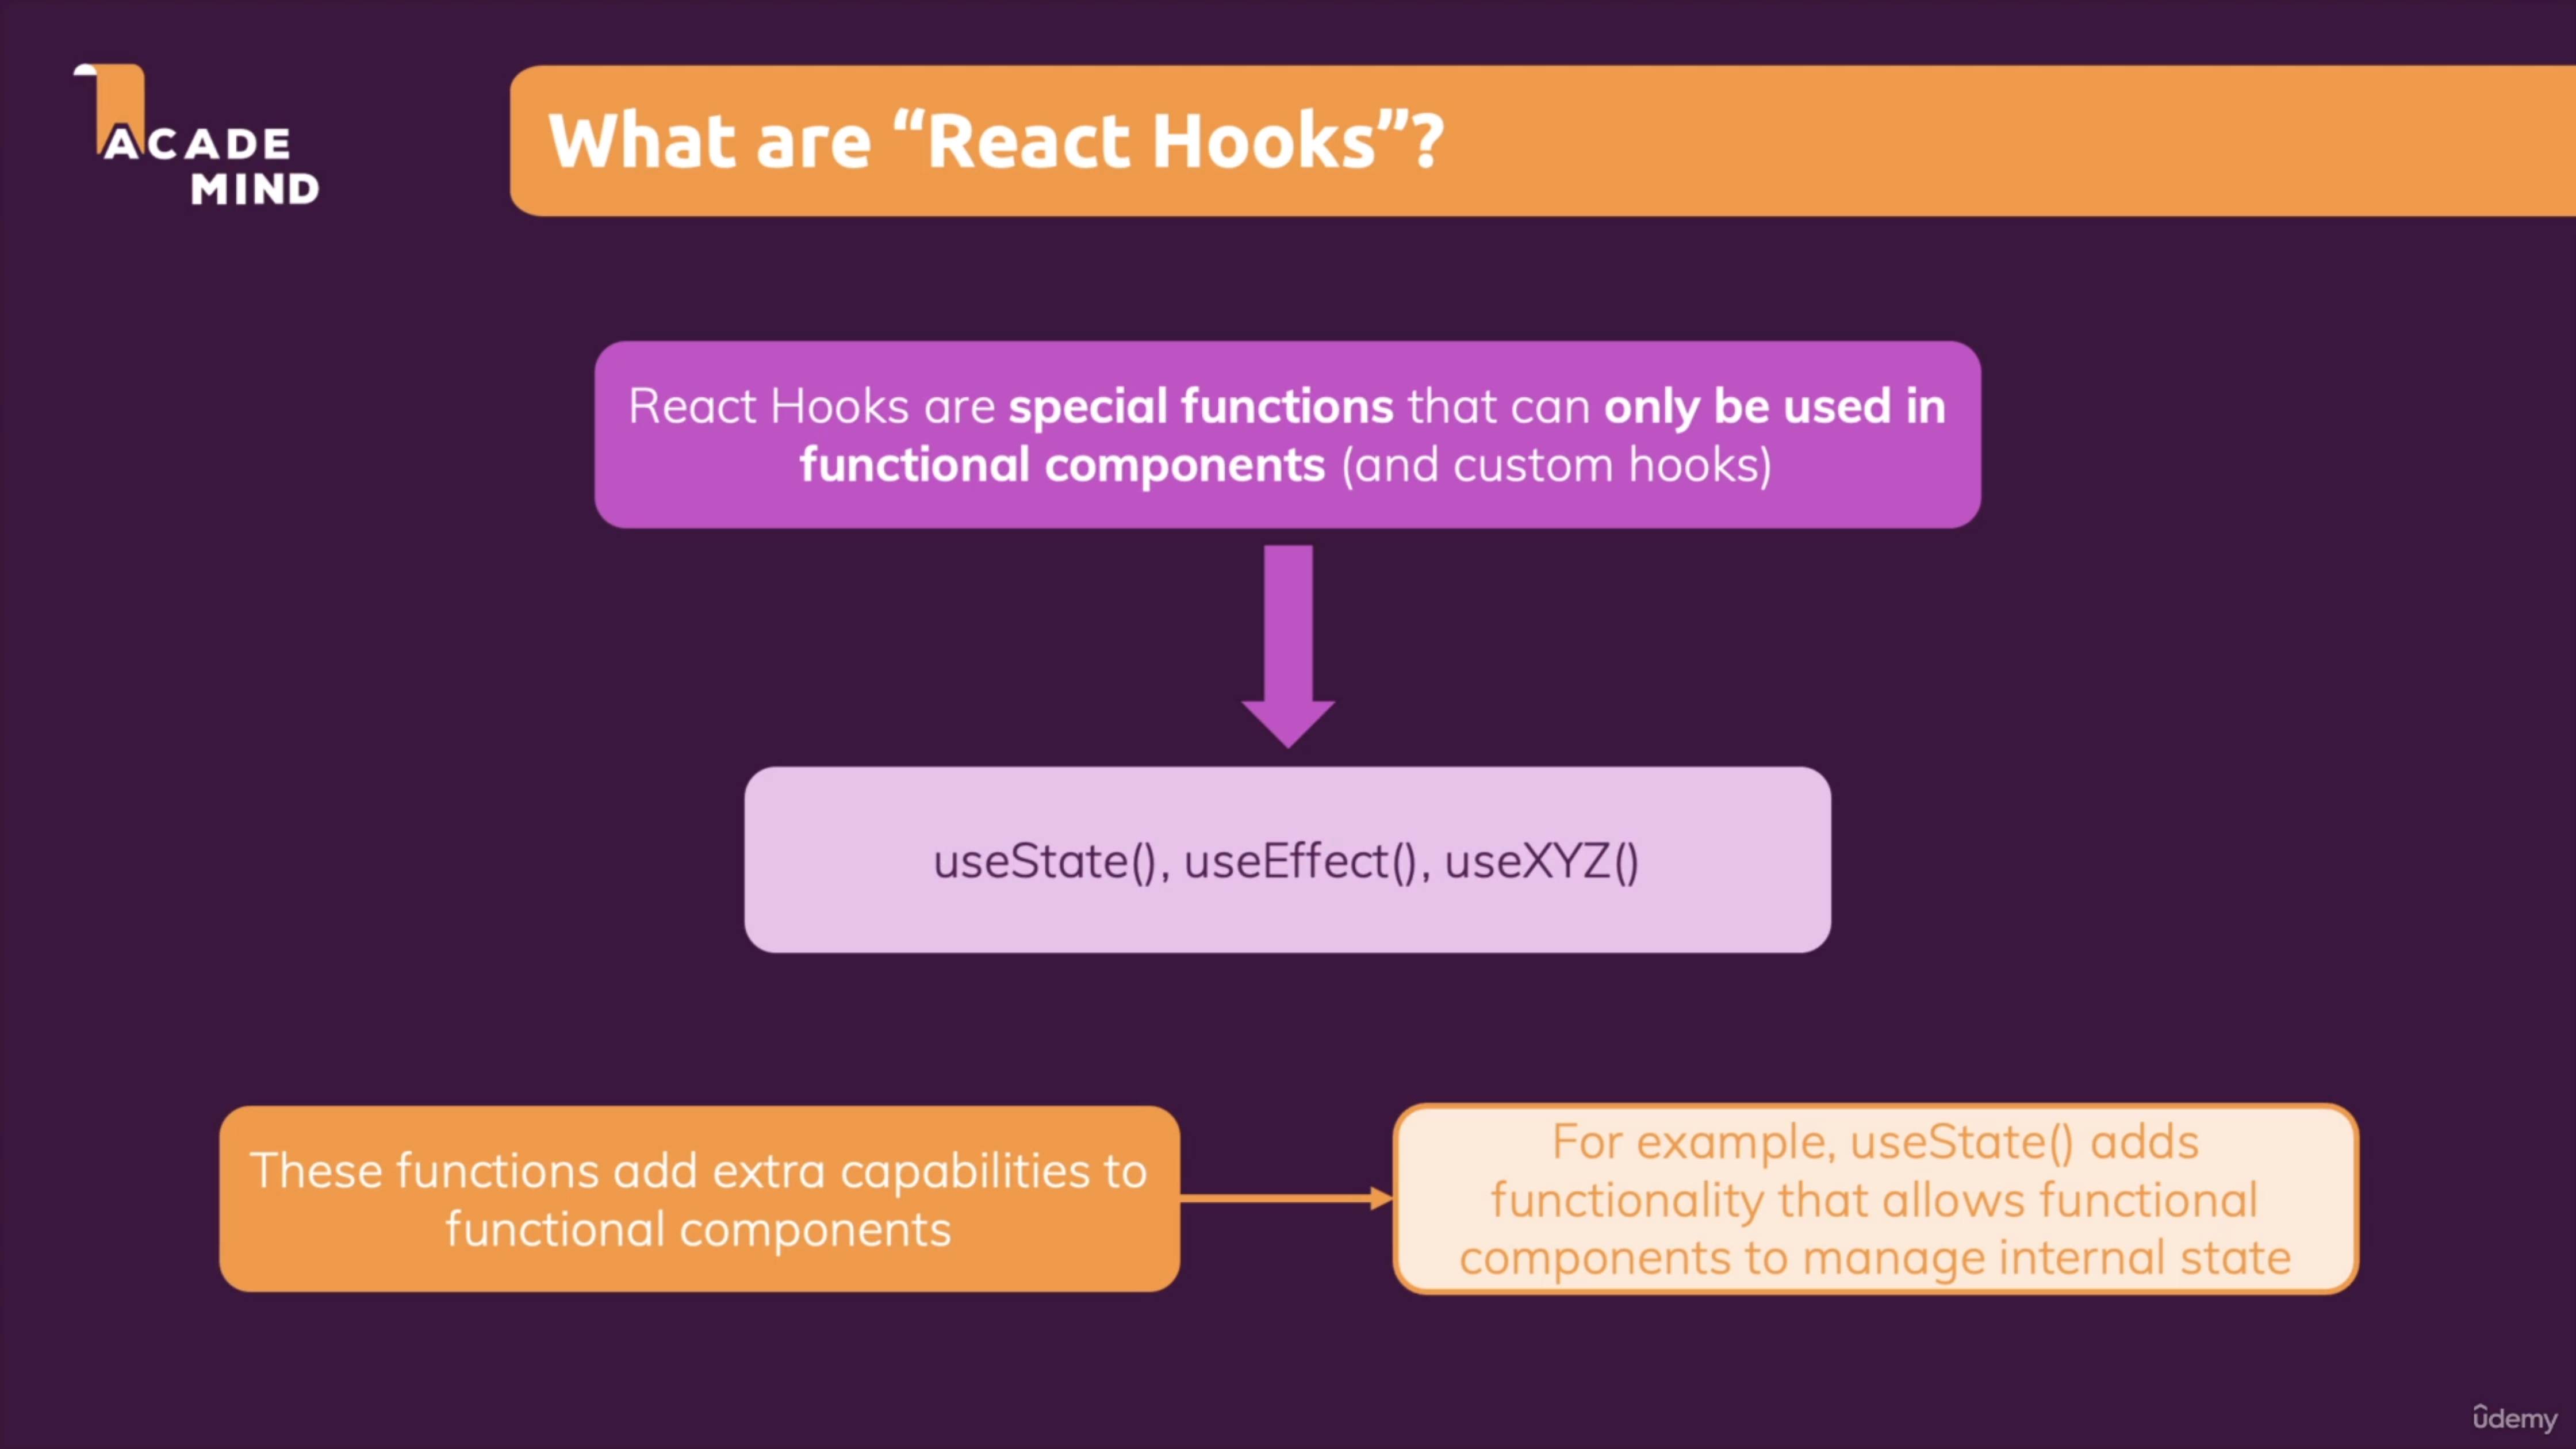 ACADE
MIND
What are “React Hooks”?
React Hooks are special functions that can only be used in
functional components (and custom hooks)
useState(), useEffect(), useXYZ()
These functions add extra capabilities to
functional components
For example, useState() adds
functionality that allows functional
components to manage internal state
ûdemy